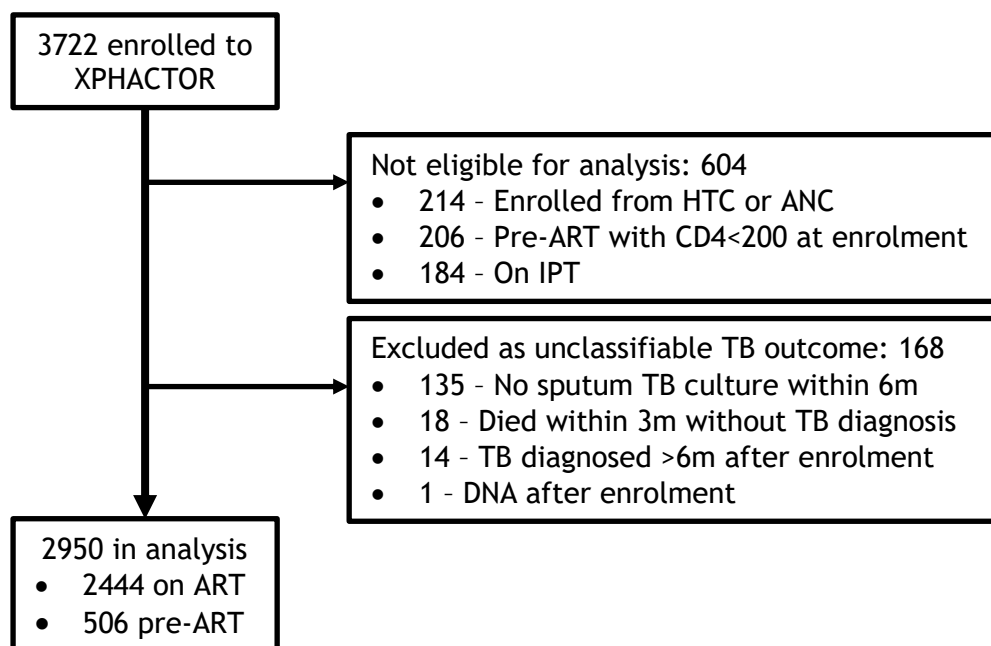 3722 enrolled to
XPHACTOR
Not eligible for analysis: 604
• 214 – Enrolled from HTC or ANC
• 206 – Pre-ART with CD4<200 at enrolment
• 184 – On IPT
Excluded as unclassifiable TB outcome: 168
• 135 – No sputum TB culture within 6m
• 18 – Died within 3m without TB diagnosis
• 14 – TB diagnosed >6m after enrolment
• 1 – DNA after enrolment
2950 in analysis
• 2444 on ART
• 506 pre-ART